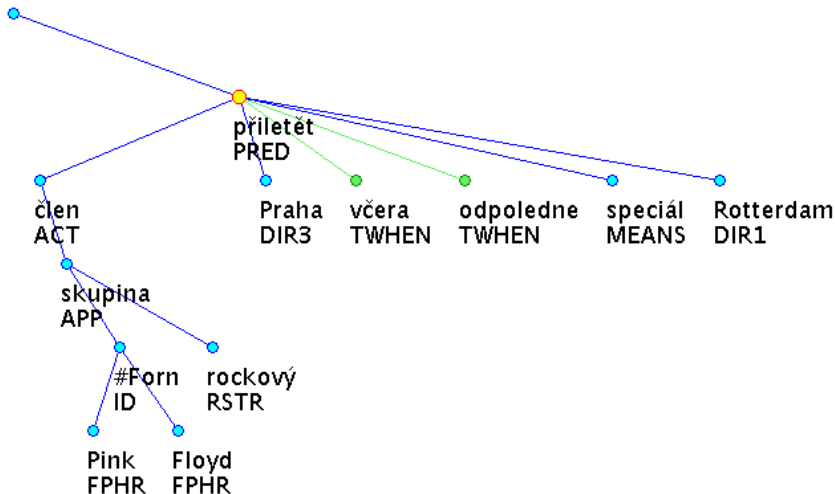 přiletět
PRED
člen
ACT
Praha
DIR3
včera
TWHEN
odpoledne
TWHEN
speciál
MEANS
Rotterdam
DIR1
skupina
APP
#Forn
ID
rockový
RSTR
Pink
FPHR
Floyd
FPHR